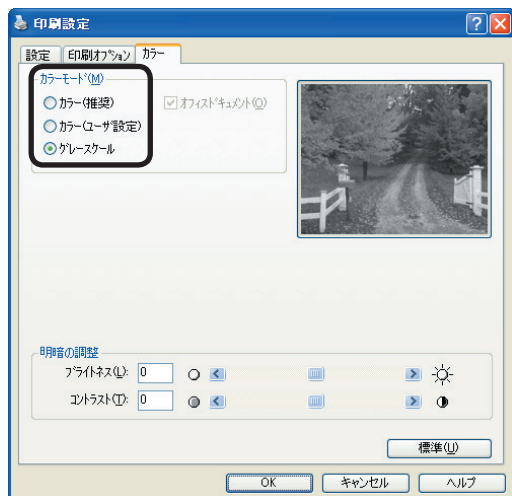 印刷設定
設定 印刷オプション カラー
カラーモード(M)
カラー(推奨) オフィスドキュメント(O)
カラー(ユーザ設定)
グレースケール
明暗の調整
ブライトネス(L): 0
コントラスト(T): 0
標準(U)
OK キャンセル ヘルプ